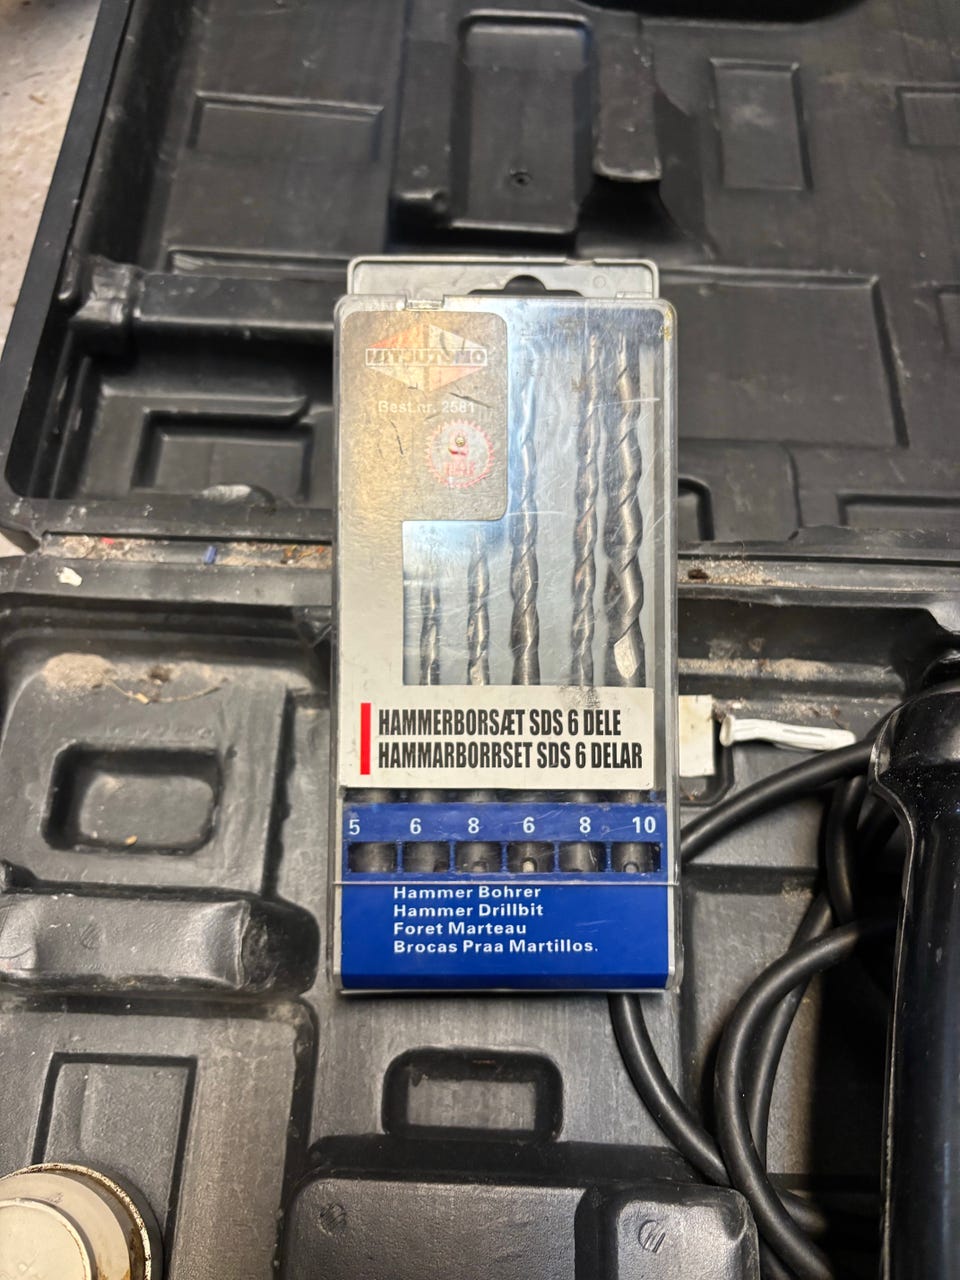 MITSUTOMO
Best.nr. 2581
HAMMERBORSÆT SDS 6 DELE
HAMMARBORRSET SDS 6 DELAR
5 6 8 6 8 10
Hammer Bohrer
Hammer Drillbit
Foret Marteau
Brocas Praa Martillos.